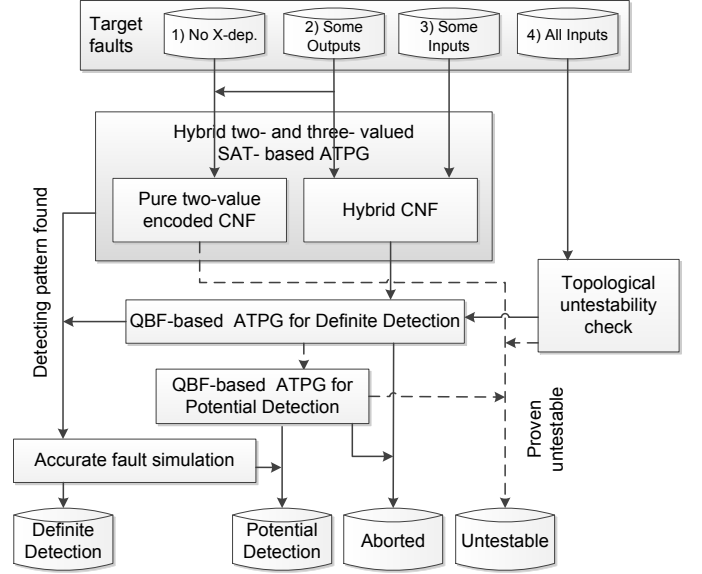 Target
faults
1) No X-dep.
2) Some
Outputs
3) Some
Inputs
4) All Inputs
Hybrid two- and three- valued
SAT- based ATPG
Pure two-value
encoded CNF
Hybrid CNF
Detecting pattern found
Topological
untestability
check
QBF-based ATPG for Definite Detection
QBF-based ATPG for
Potential Detection
Proven
untestable
Accurate fault simulation
Definite
Detection
Potential
Detection
Aborted
Untestable